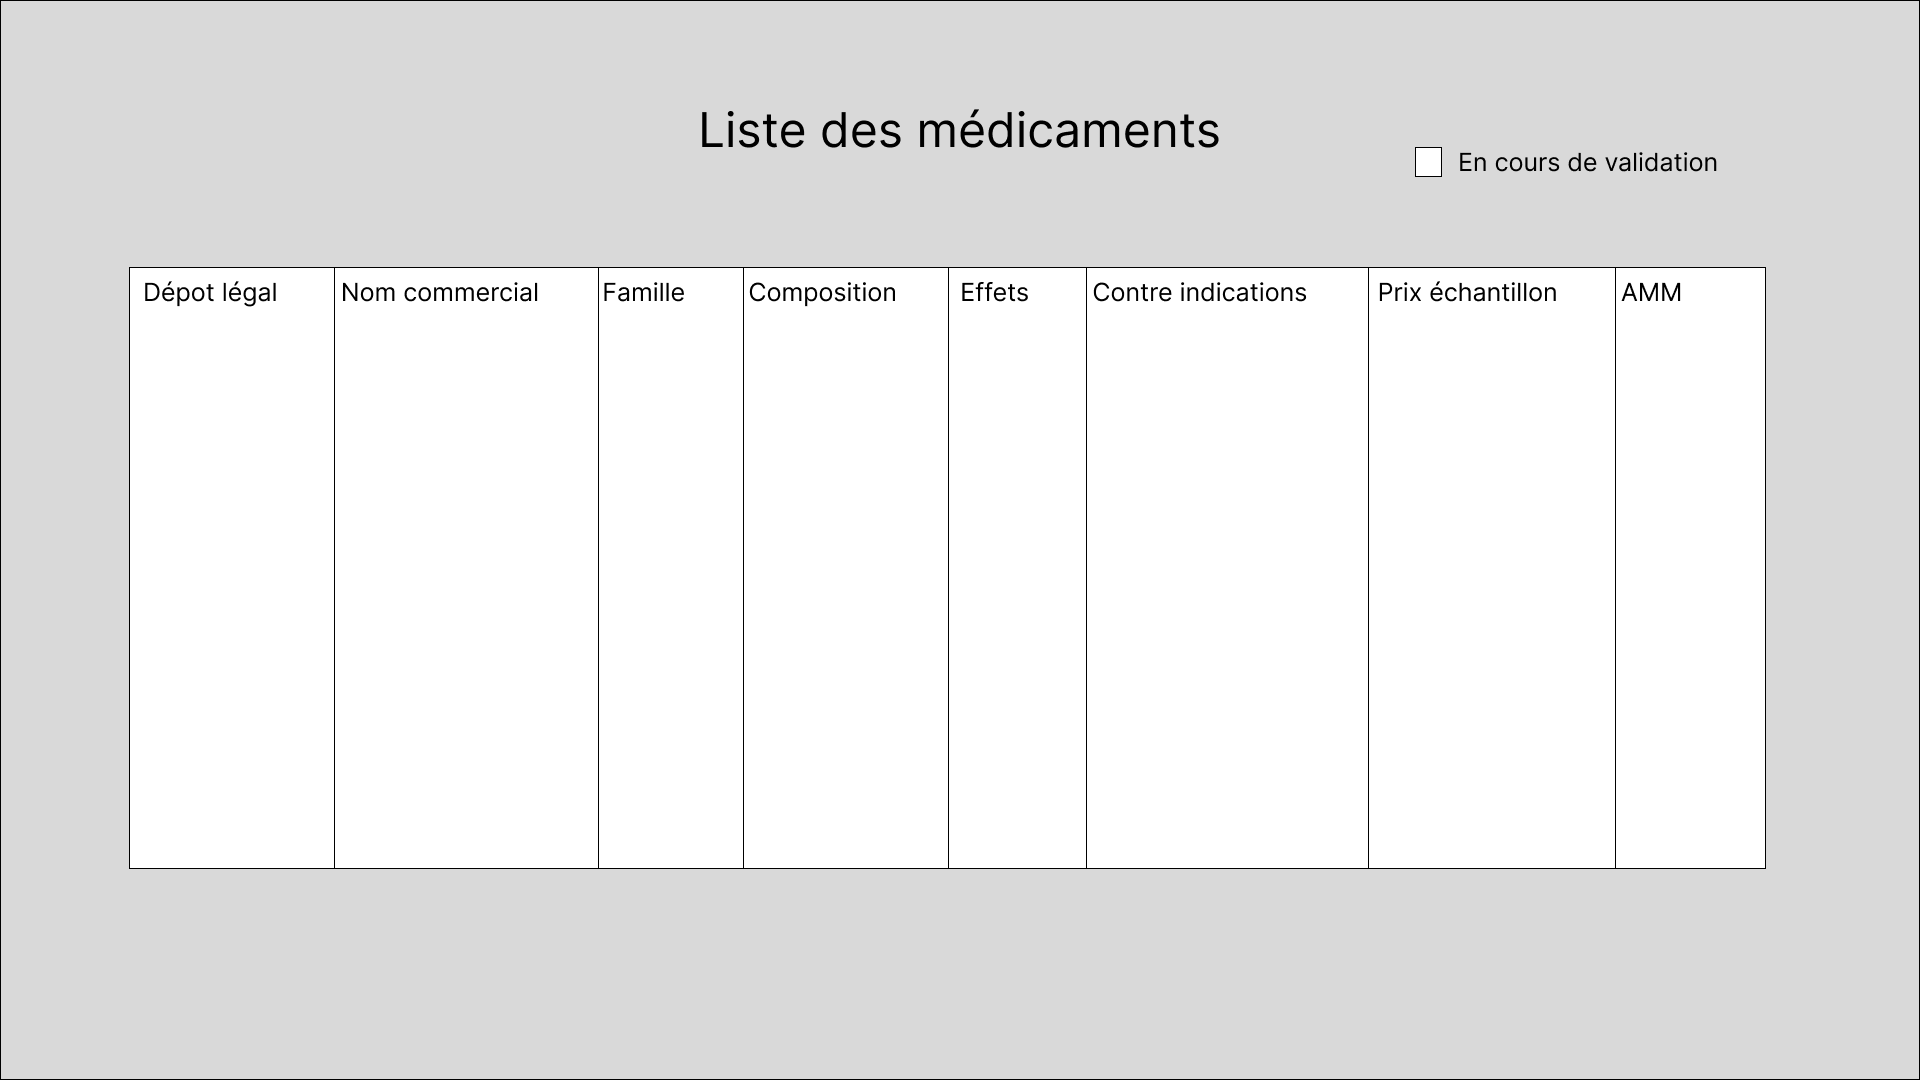 Liste des médicaments
En cours de validation
Dépot légal
Nom commercial
Famille
Composition
Effets
Contre indications
Prix échantillon
AMM